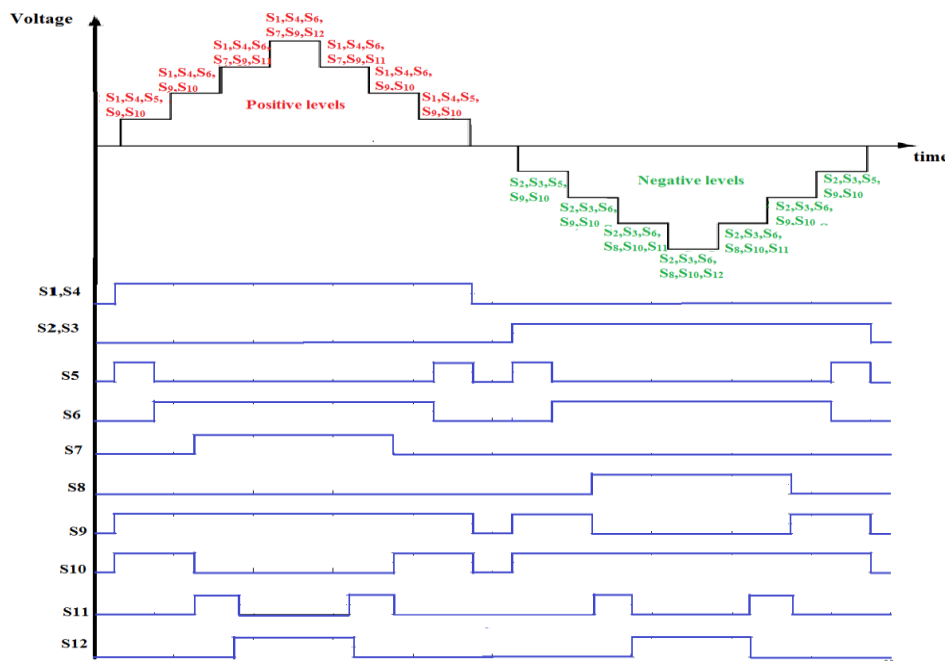 Voltage
S1,S4,S6,
S7,S9,S12
S1,S4,S6,
S7,S9,S11
S1,S4,S6,
S7,S9,S11
S1,S4,S6,
S9,S10
S1,S4,S6,
S9,S10
S1,S4,S5,
S9,S10
Positive levels
S1,S4,S5,
S9,S10
time
S2,S3,S5,
S9,S10
Negative levels
S2,S3,S5,
S9,S10
S2,S3,S6,
S9,S10
S2,S3,S6,
S9,S10
S2,S3,S6,
S8,S10,S11
S2,S3,S6,
S8,S10,S11
S2,S3,S6,
S8,S10,S12
S1,S4
S2,S3
S5
S6
S7
S8
S9
S10
S11
S12